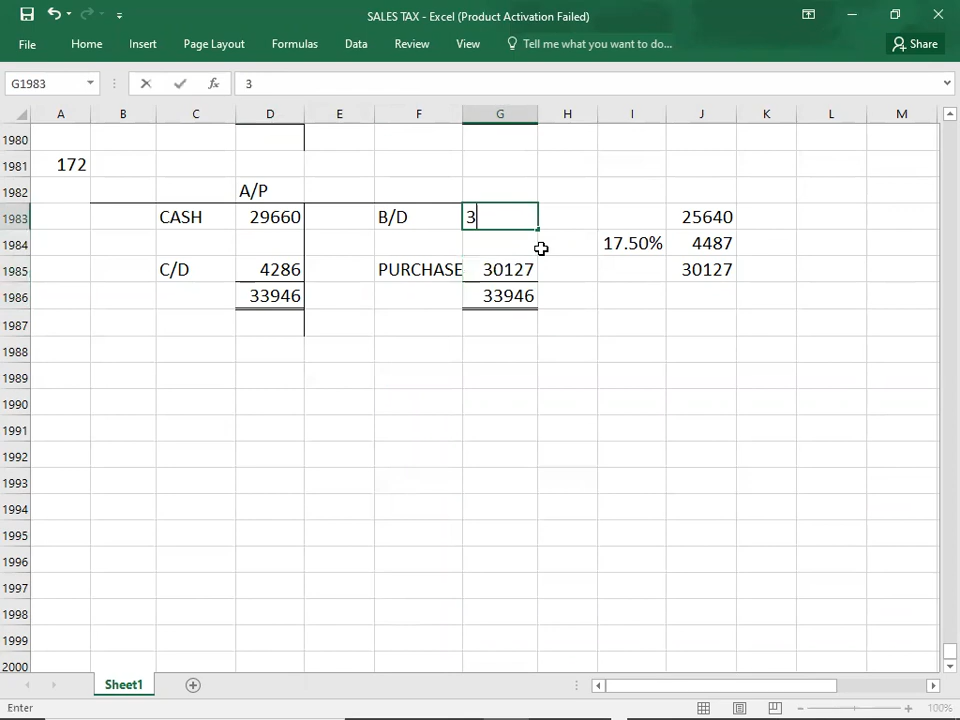 SALES TAX - Excel (Product Activation Failed)
File Home Insert Page Layout Formulas Data Review View Tell me what you want to do... Share
G1983 fx 3
A B C D E F G H I J K L M
1980
1981 172
1982 A/P
1983 CASH 29660 B/D 3 25640
1984 17.50% 4487
1985 C/D 4286 PURCHASE 30127 30127
1986 33946 33946
1987
1988
1989
1990
1991
1992
1993
1994
1995
1996
1997
1998
1999
2000
Sheet1
Enter 100%